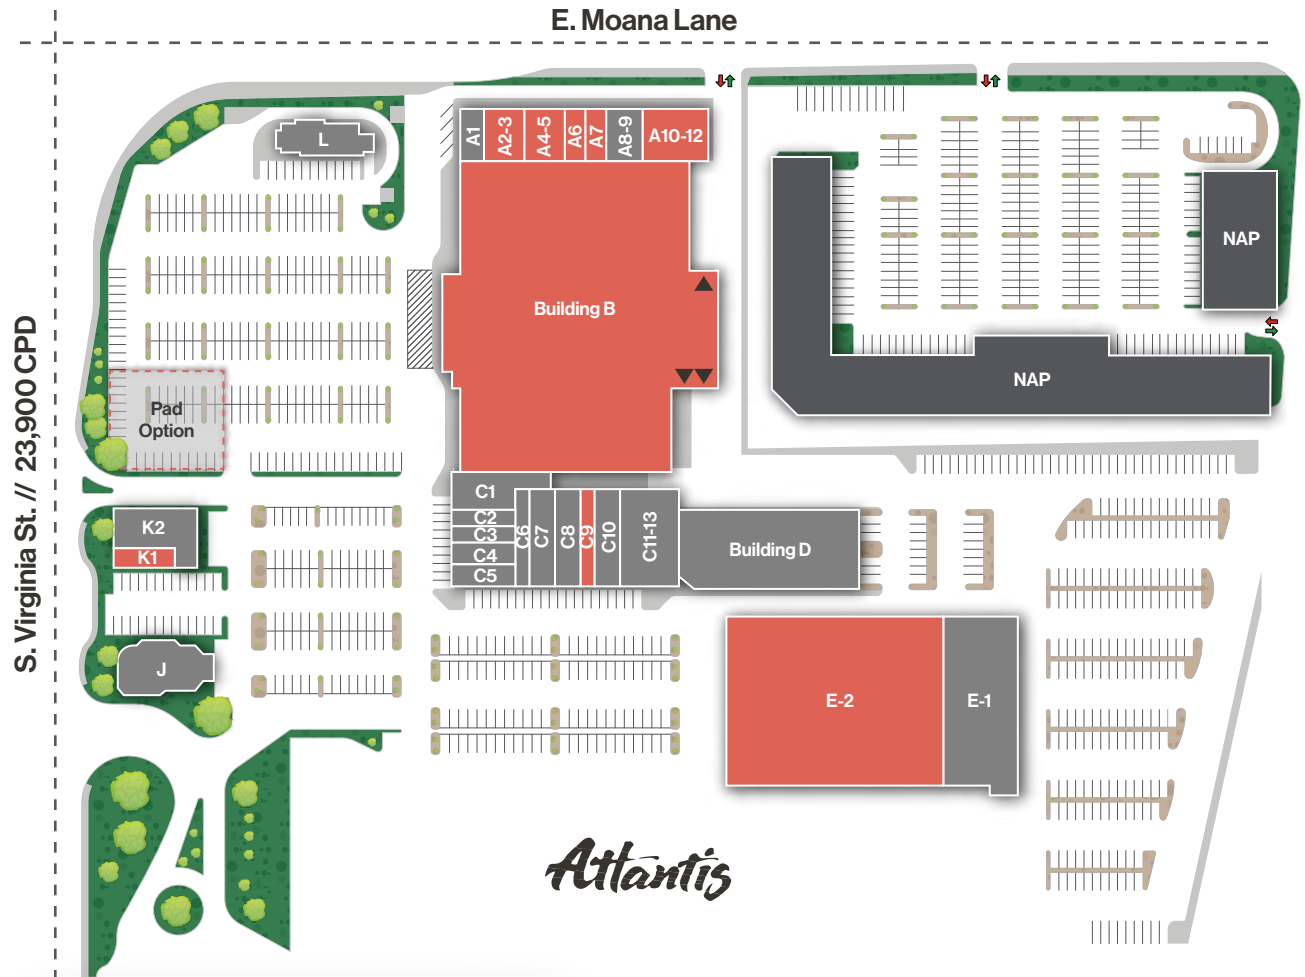 E. Moana Lane
S. Virginia St. // 23,900 CPD
L
A1
A2-3
A4-5
A6
A7
A8-9
A10-12
NAP
Building B
NAP
Pad
Option
C1
C2
C3
C4
C5
C6
C7
C8
C9
C10
C11-13
Building D
K2
K1
J
E-2
E-1
Atlantis